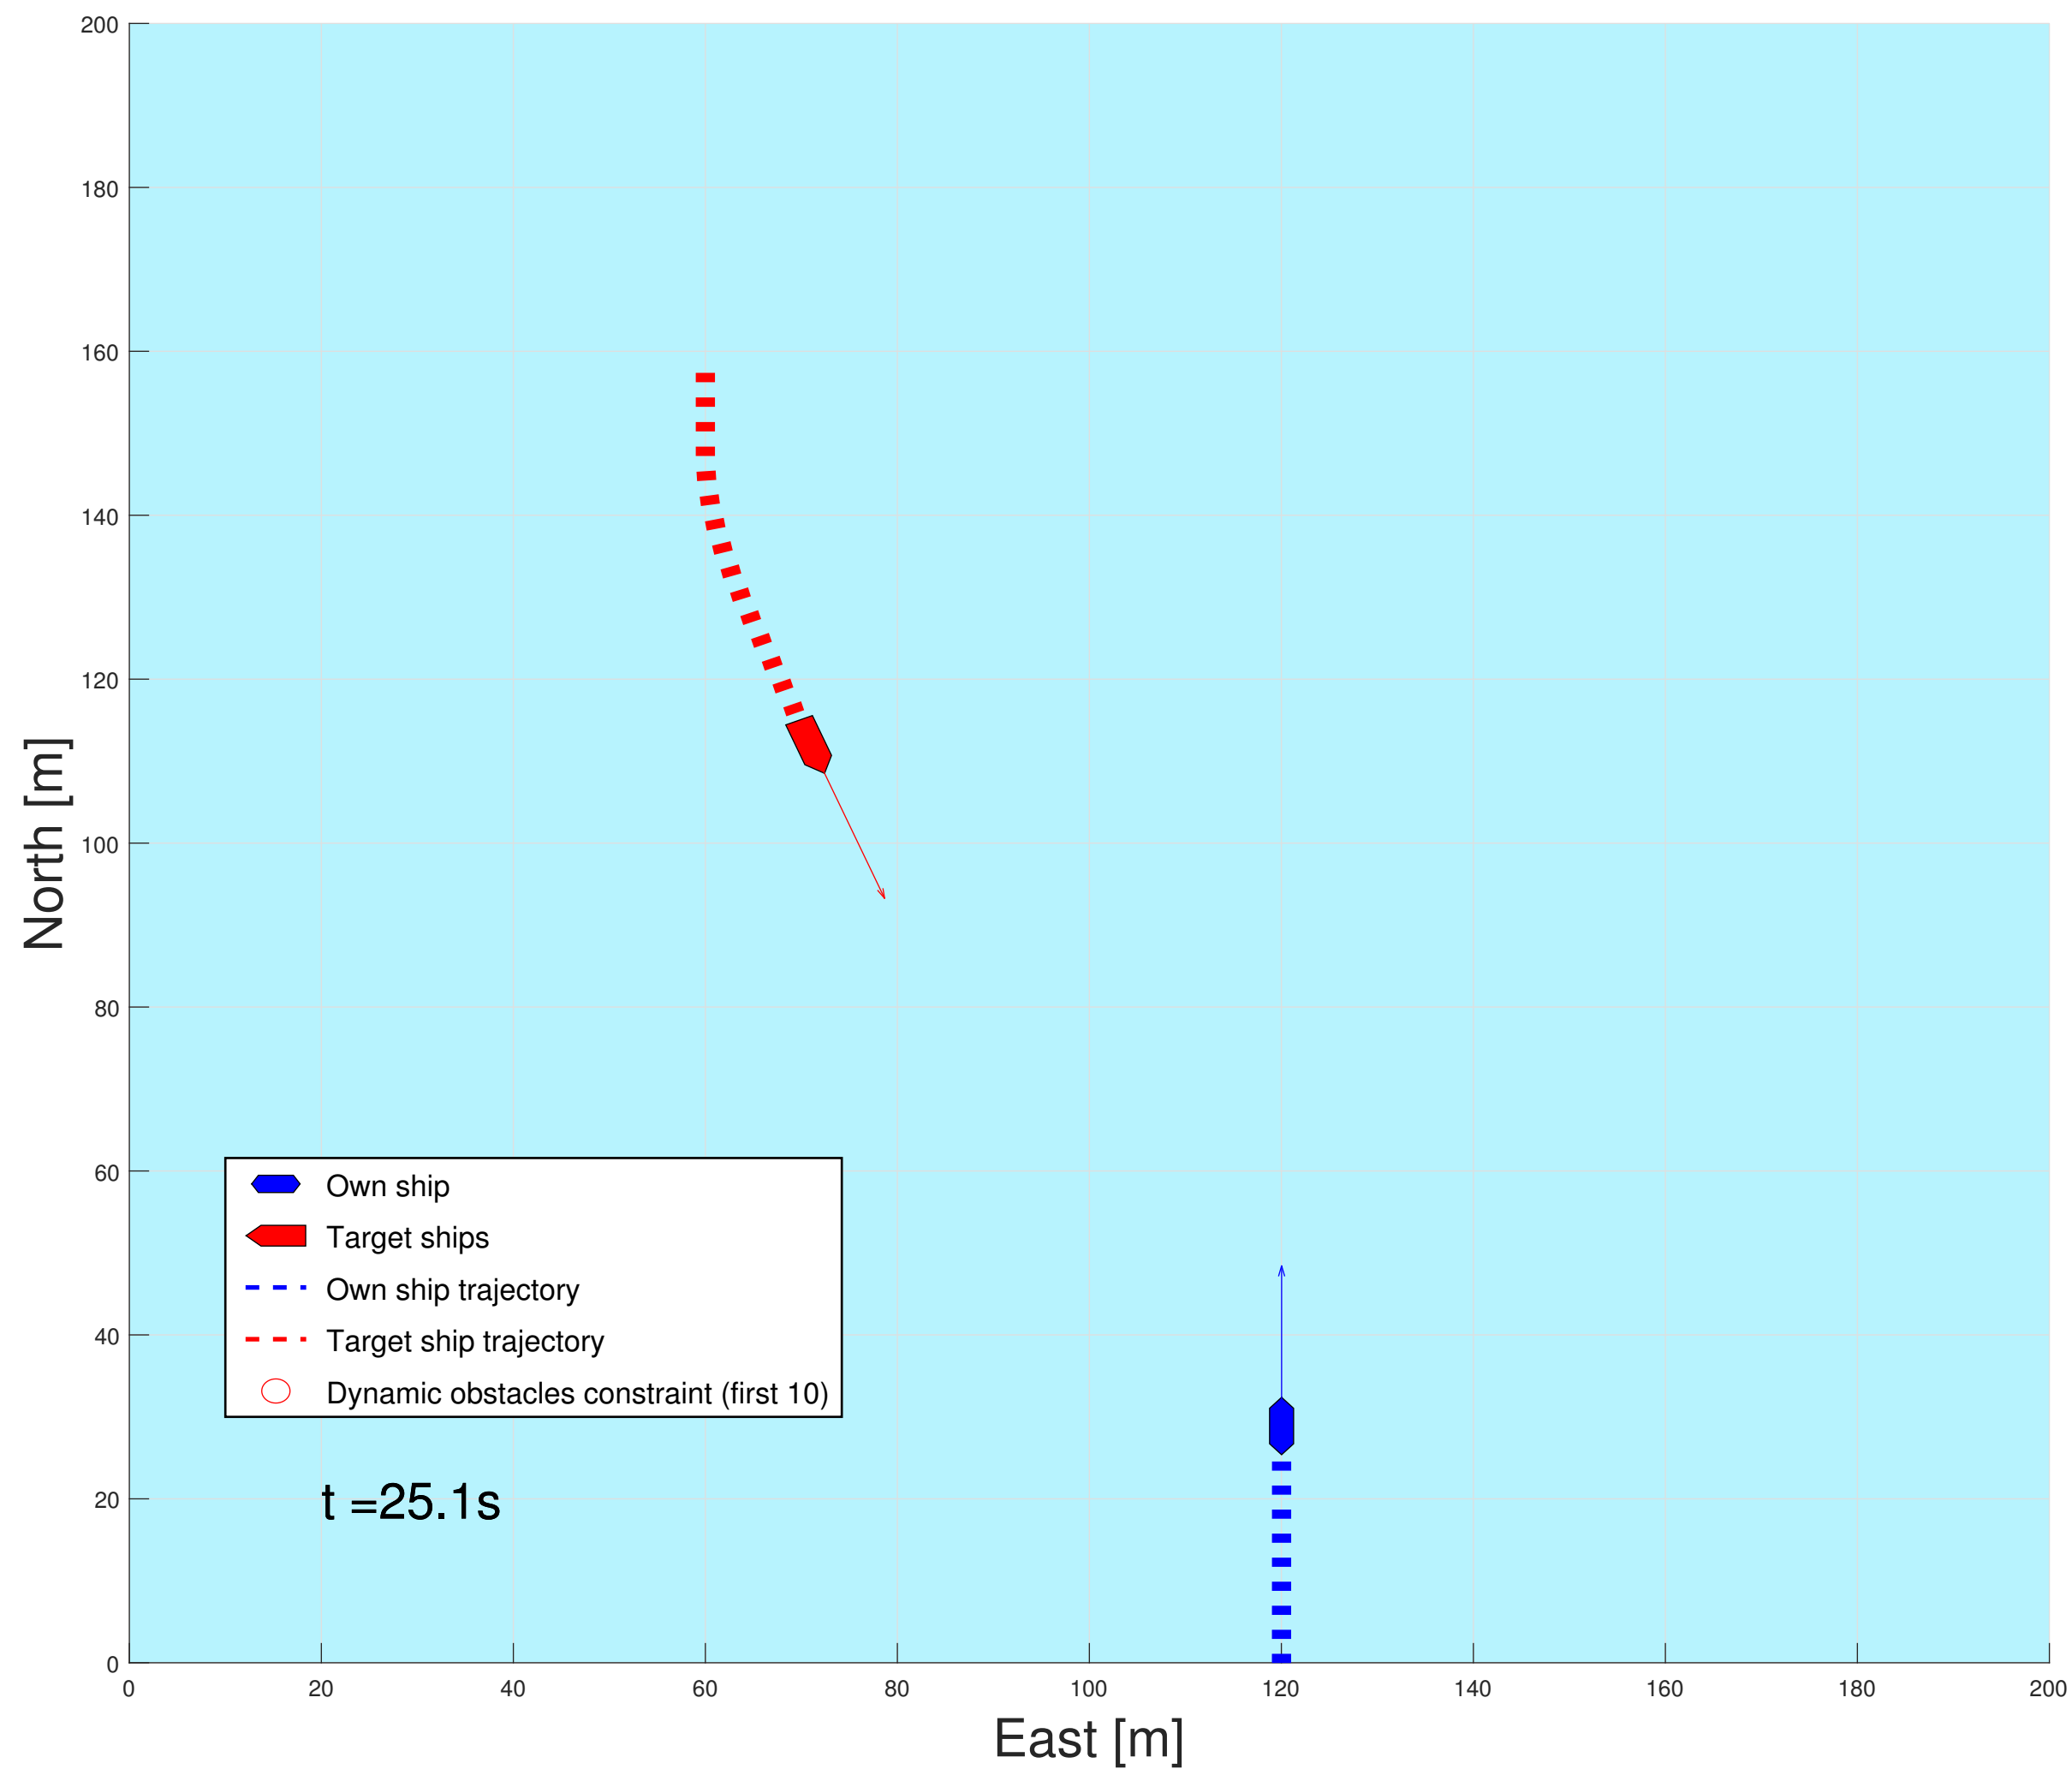 200
180
160
140
120
100
80
60
40
20
0
North [m]
Own ship
Target ships
Own ship trajectory
Target ship trajectory
Dynamic obstacles constraint (first 10)
t =25.1s
0 20 40 60 80 100 120 140 160 180 200
East [m]